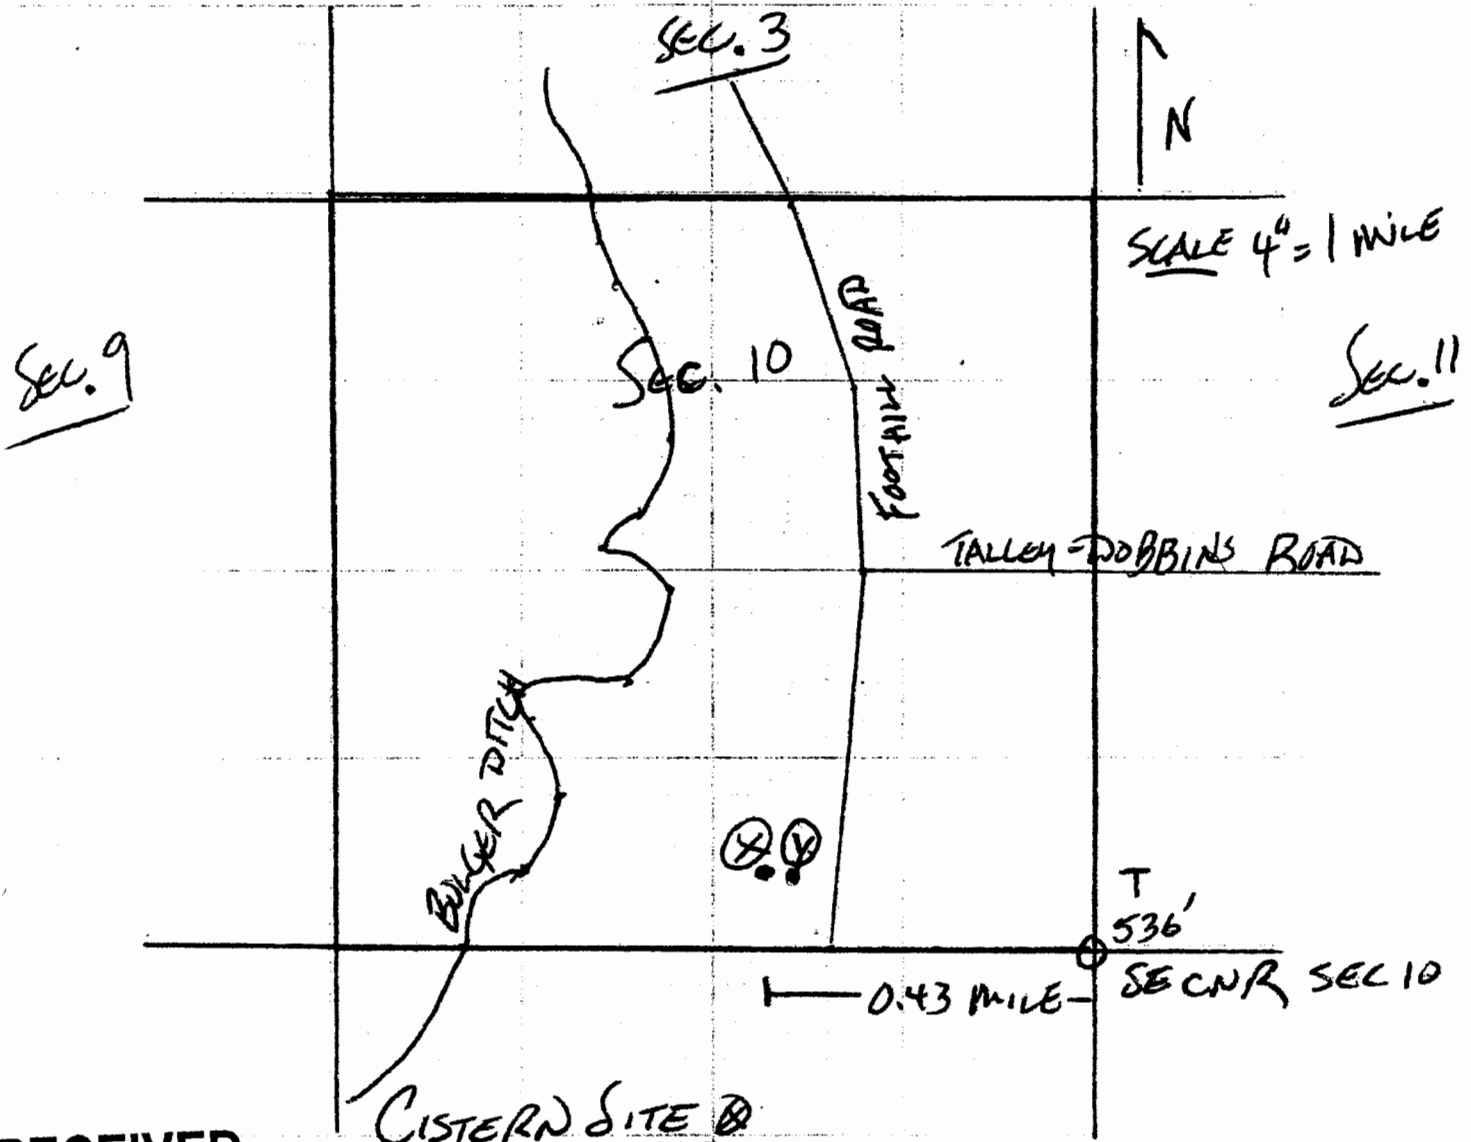 SEC. 3
N
SCALE 4" = 1 MILE
SEC. 9
SEC. 10
SEC. 11
FOOTHILL ROAD
TALLEY-DOBBINS ROAD
DITCH
X Y
T
536'
SE CNR SEC 10
0.43 MILE
CISTERN SITE X
RECEIVED